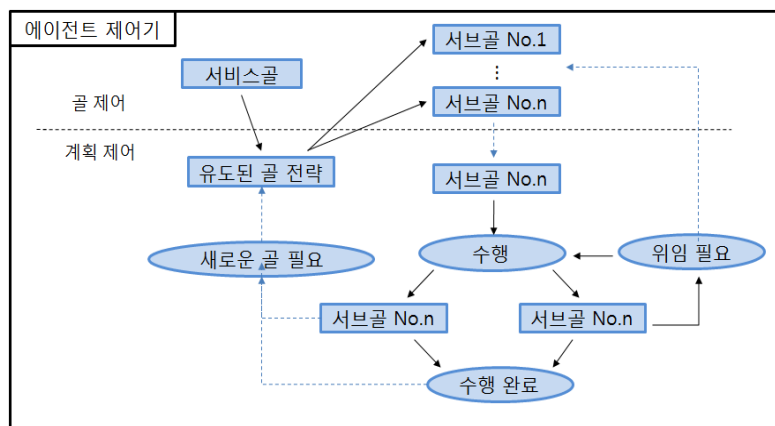 에이전트 제어기
서브골 No.1
⋮
서비스골
골 제어
서브골 No.n
계획 제어
유도된 골 전략
서브골 No.n
새로운 골 필요
수행
위임 필요
서브골 No.n
서브골 No.n
수행 완료